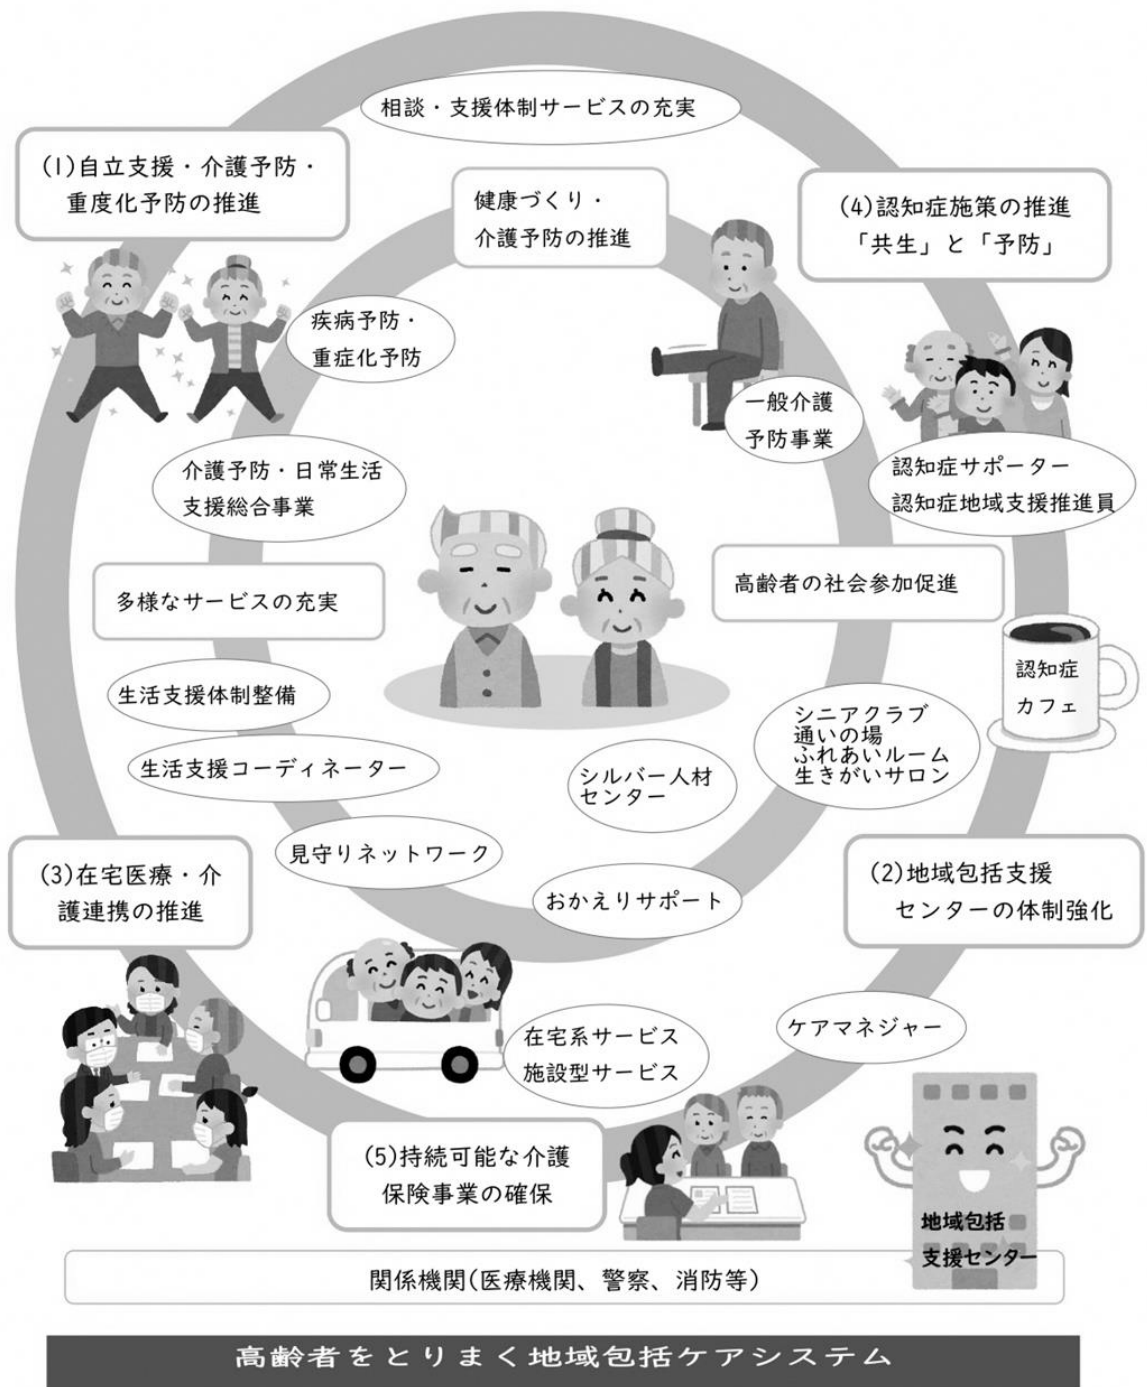 相談・支援体制サービスの充実
(1)自立支援・介護予防・
重度化予防の推進
健康づくり・
介護予防の推進
(4)認知症施策の推進
「共生」と「予防」
疾病予防・
重症化予防
一般介護
予防事業
認知症サポーター
認知症地域支援推進員
介護予防・日常生活
支援総合事業
多様なサービスの充実
高齢者の社会参加促進
認知症
カフェ
生活支援体制整備
シニアクラブ
通いの場
ふれあいルーム
生きがいサロン
生活支援コーディネーター
シルバー人材
センター
見守りネットワーク
おかえりサポート
(3)在宅医療・介
護連携の推進
(2)地域包括支援
センターの体制強化
在宅系サービス
施設型サービス
ケアマネジャー
(5)持続可能な介護
保険事業の確保
地域包括
支援センター
関係機関(医療機関、警察、消防等)
高齢者をとりまく地域包括ケアシステム